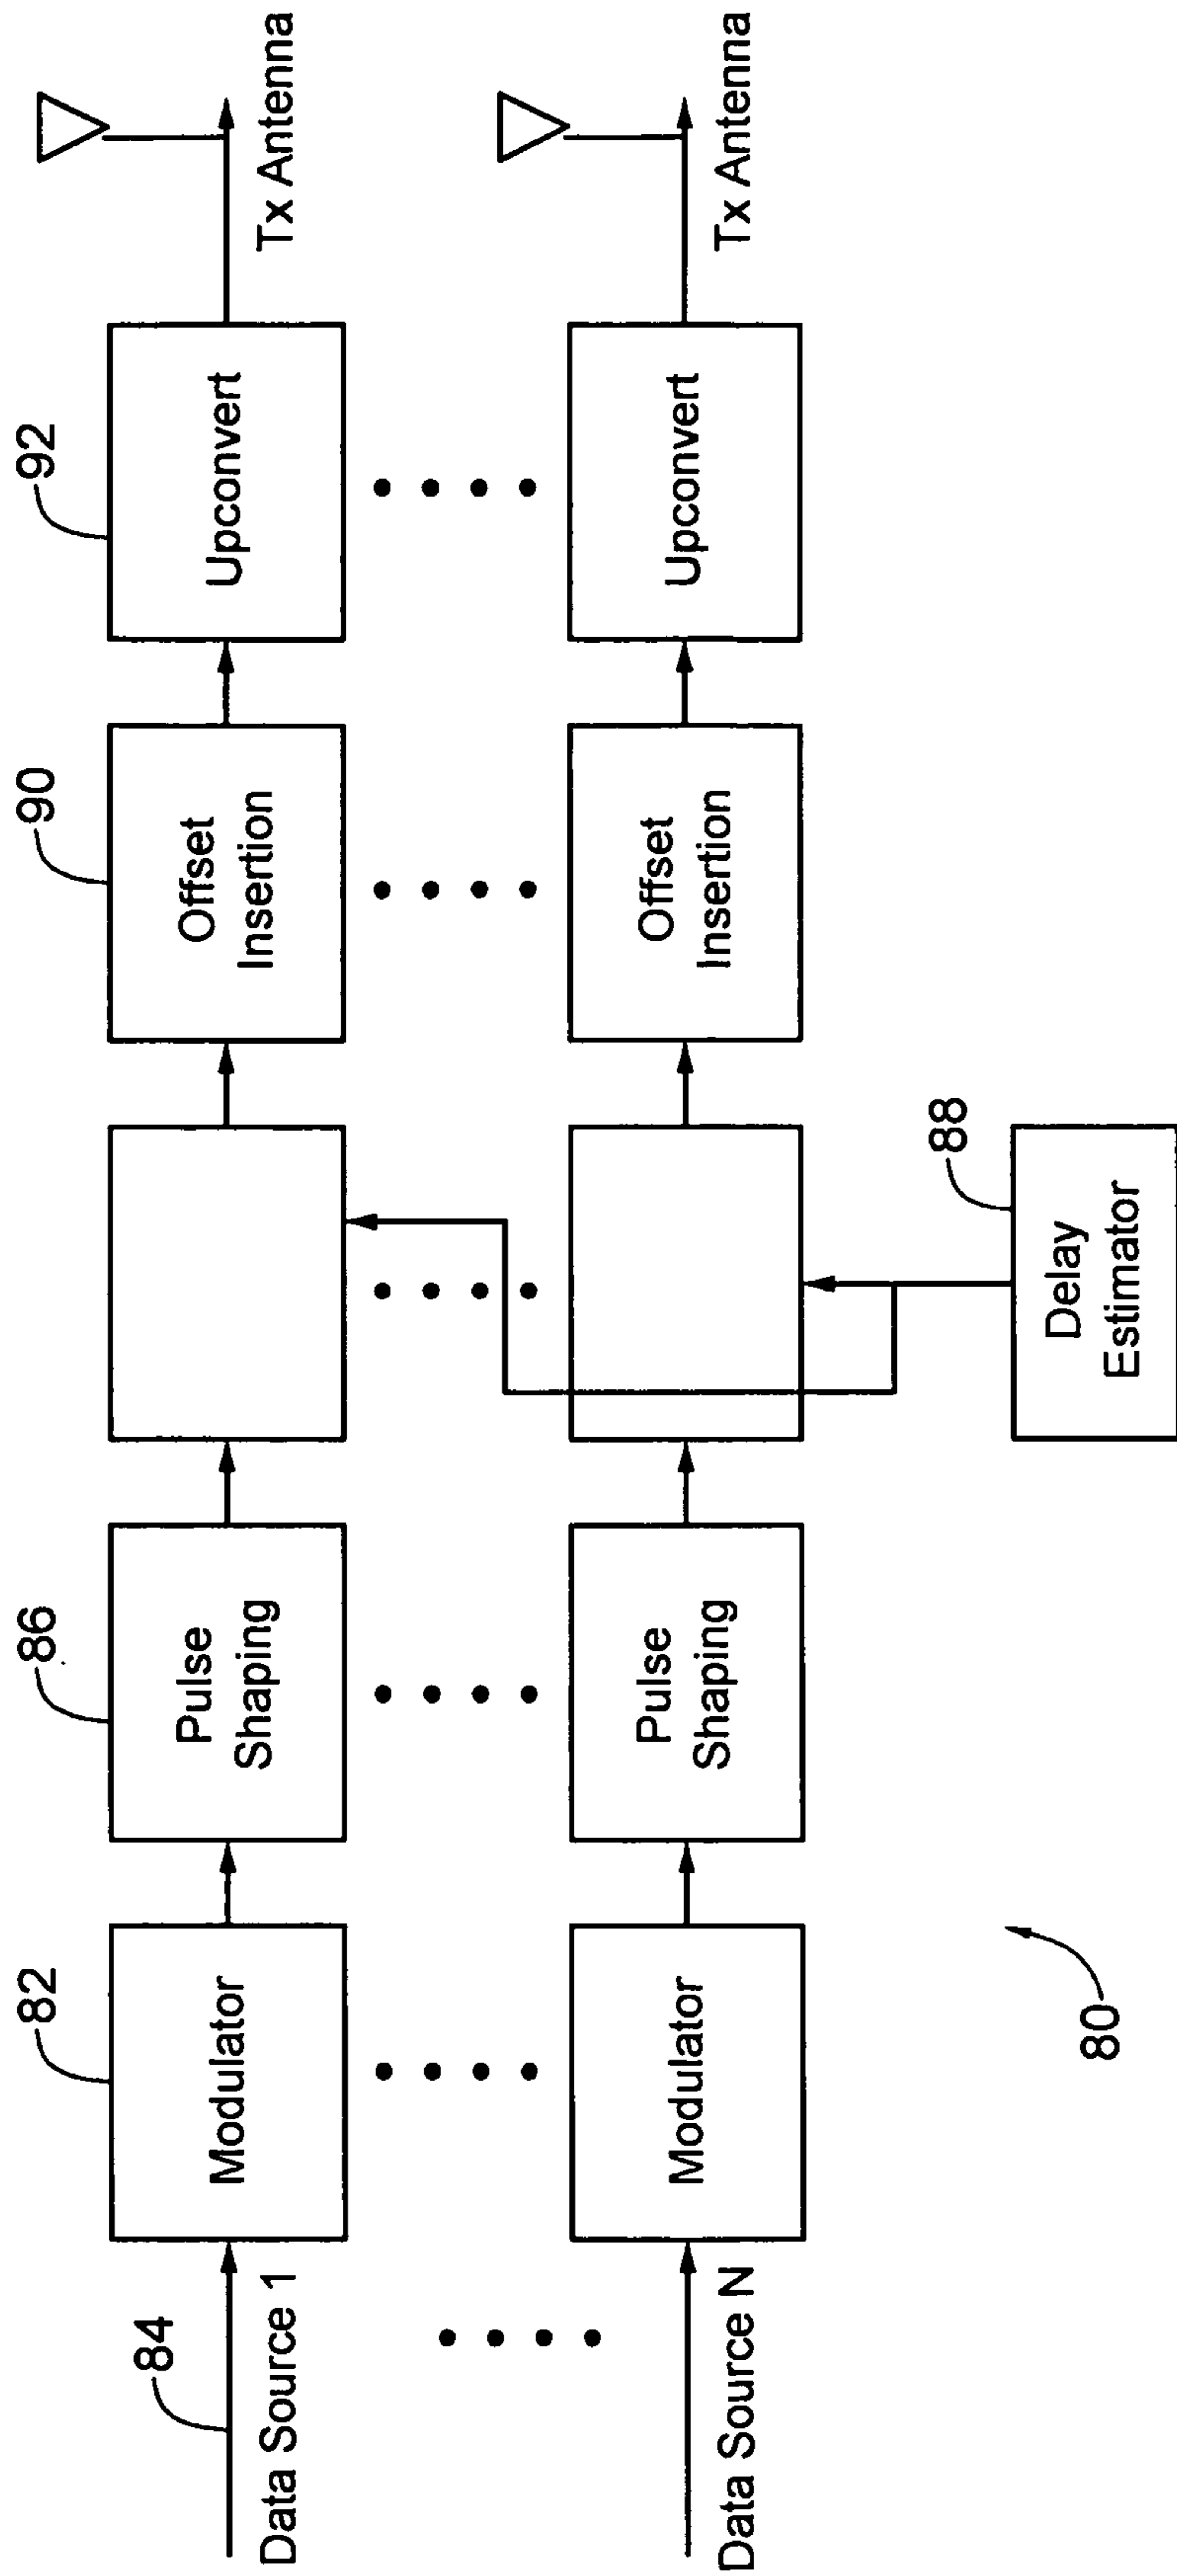 84
Data Source 1
82
Modulator
86
Pulse
Shaping
90
Offset
Insertion
92
Upconvert
Tx Antenna
Data Source N
Modulator
Pulse
Shaping
Offset
Insertion
Upconvert
Tx Antenna
88
Delay
Estimator
80